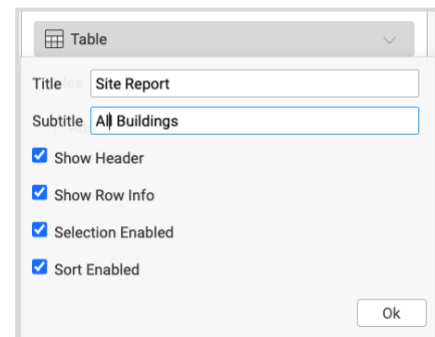 Table
Title Site Report
Subtitle All Buildings
Show Header
Show Row Info
Selection Enabled
Sort Enabled
Ok